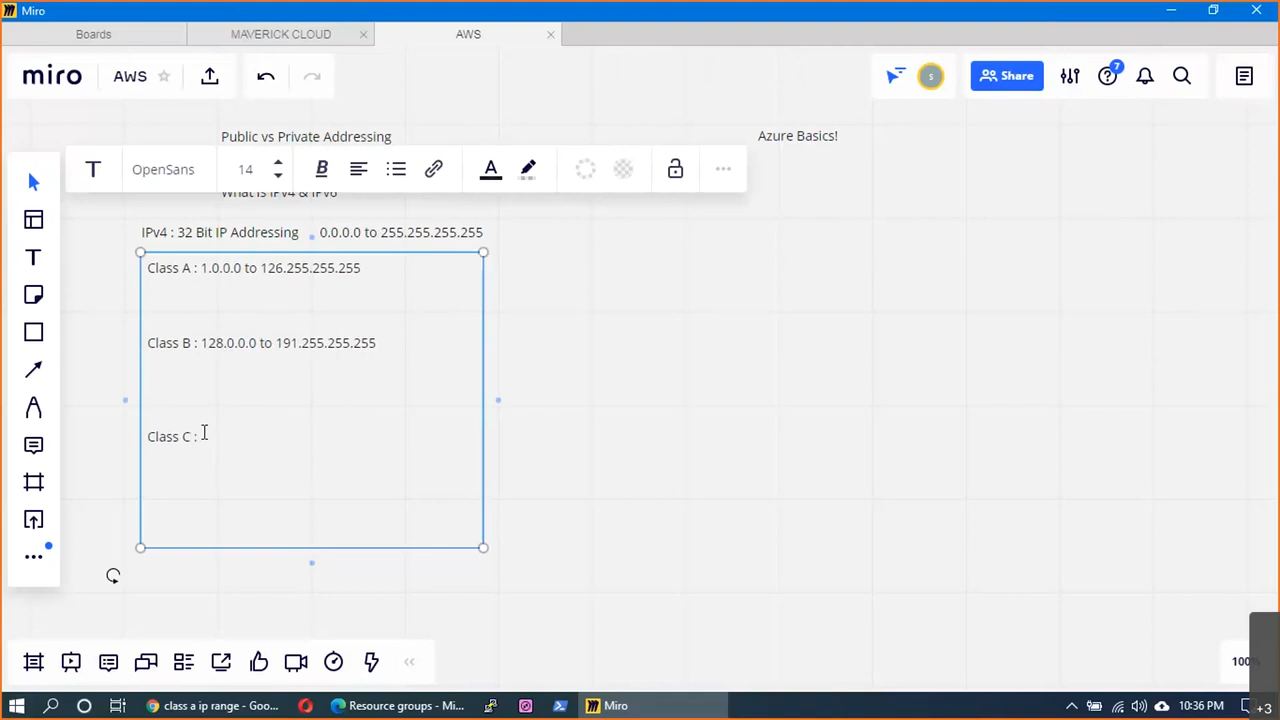 Miro
Boards
MAVERICK CLOUD
AWS
miro
AWS
s
Share
7
Public vs Private Addressing
Azure Basics!
T
OpenSans
14
B
A
IPv4 : 32 Bit IP Addressing
0.0.0.0 to 255.255.255.255
Class A : 1.0.0.0 to 126.255.255.255
Class B : 128.0.0.0 to 191.255.255.255
Class C :
T
100%
class a ip range - Goo...
Resource groups - Mi...
Miro
10:36 PM
+3